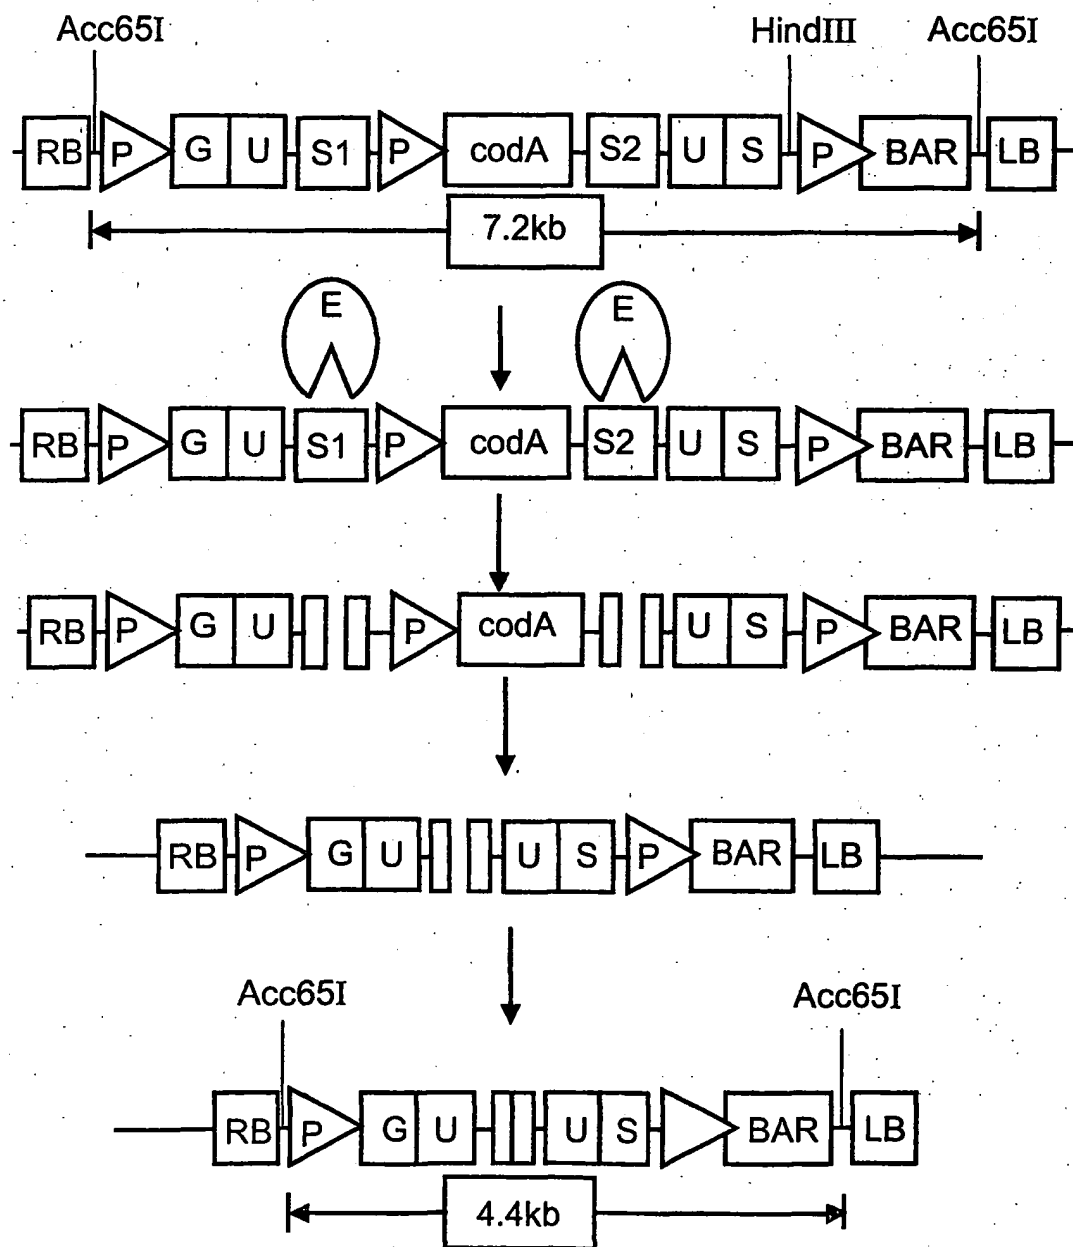 Acc65I HindIII Acc65I
RB P G U S1 P codA S2 U S P BAR LB
7.2kb
E E
RB P G U S1 P codA S2 U S P BAR LB
RB P G U P codA U S P BAR LB
RB P G U U S P BAR LB
Acc65I Acc65I
RB P G U U S BAR LB
4.4kb